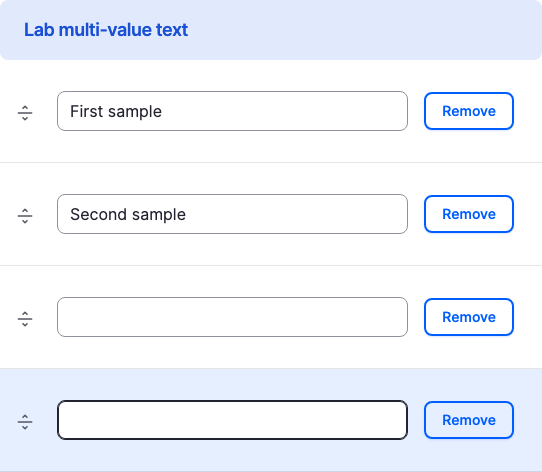 Lab multi-value text
First sample
Remove
Second sample
Remove
Remove
Remove